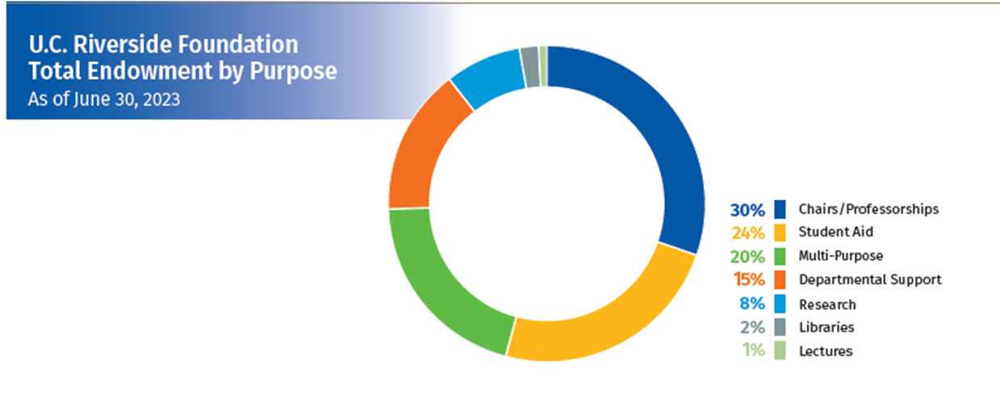 U.C. Riverside Foundation
Total Endowment by Purpose
As of June 30, 2023
30% Chairs/Professorships
24% Student Aid
20% Multi-Purpose
15% Departmental Support
8% Research
2% Libraries
1% Lectures